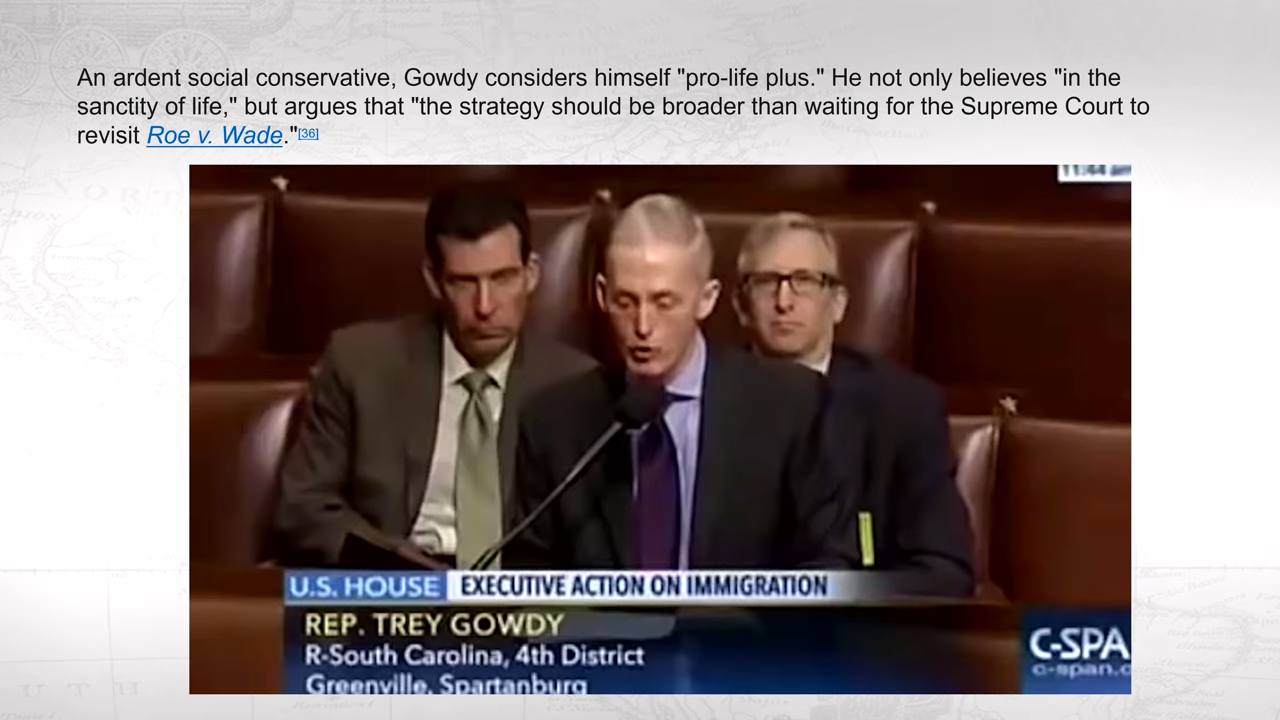 An ardent social conservative, Gowdy considers himself "pro-life plus." He not only believes "in the
sanctity of life," but argues that "the strategy should be broader than waiting for the Supreme Court to
revisit Roe v. Wade."[36]
11:44 am
U.S. HOUSE EXECUTIVE ACTION ON IMMIGRATION
REP. TREY GOWDY
R-South Carolina, 4th District
Greenville, Spartanburg
C-SPA
c-span.o